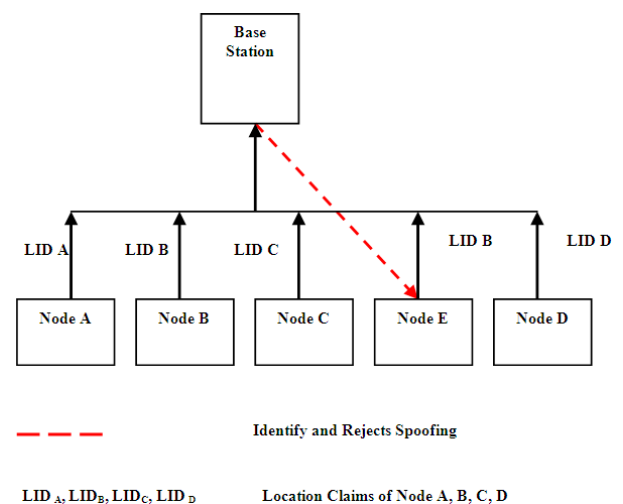 Base
Station
LID A
LID B
LID C
LID B
LID D
Node A
Node B
Node C
Node E
Node D
Identify and Rejects Spoofing
LID A, LIDB, LIDC, LID D
Location Claims of Node A, B, C, D